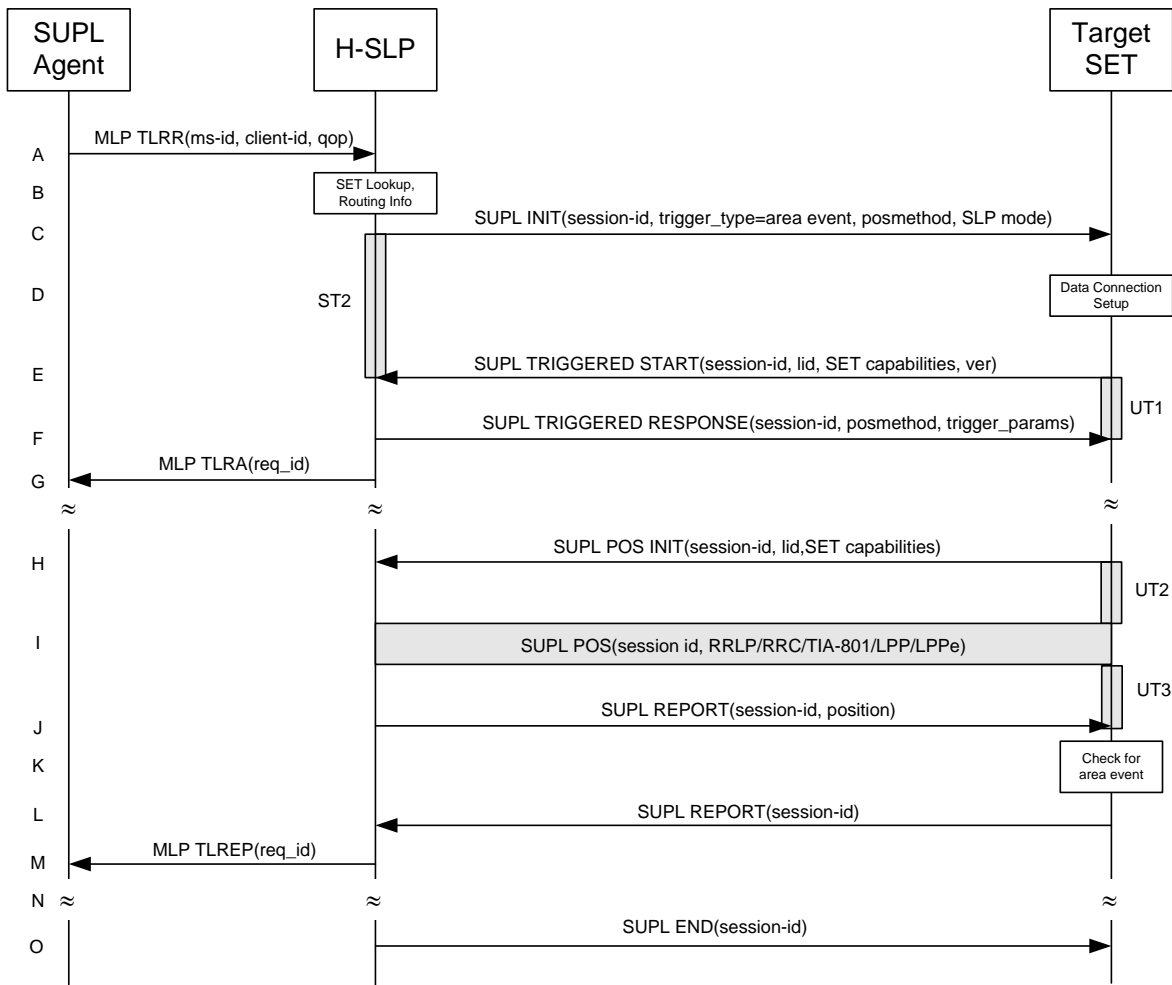 SUPL
Agent
H-SLP
Target
SET
A
MLP TLRR(ms-id, client-id, qop)
B
SET Lookup,
Routing Info
C
SUPL INIT(session-id, trigger_type=area event, posmethod, SLP mode)
D
ST2
Data Connection
Setup
E
SUPL TRIGGERED START(session-id, lid, SET capabilities, ver)
UT1
F
SUPL TRIGGERED RESPONSE(session-id, posmethod, trigger_params)
G
MLP TLRA(req_id)
≈ ≈ ≈
H
SUPL POS INIT(session-id, lid,SET capabilities)
UT2
I
SUPL POS(session id, RRLP/RRC/TIA-801/LPP/LPPe)
UT3
J
SUPL REPORT(session-id, position)
K
Check for
area event
L
SUPL REPORT(session-id)
M
MLP TLREP(req_id)
N ≈ ≈ ≈
O
SUPL END(session-id)